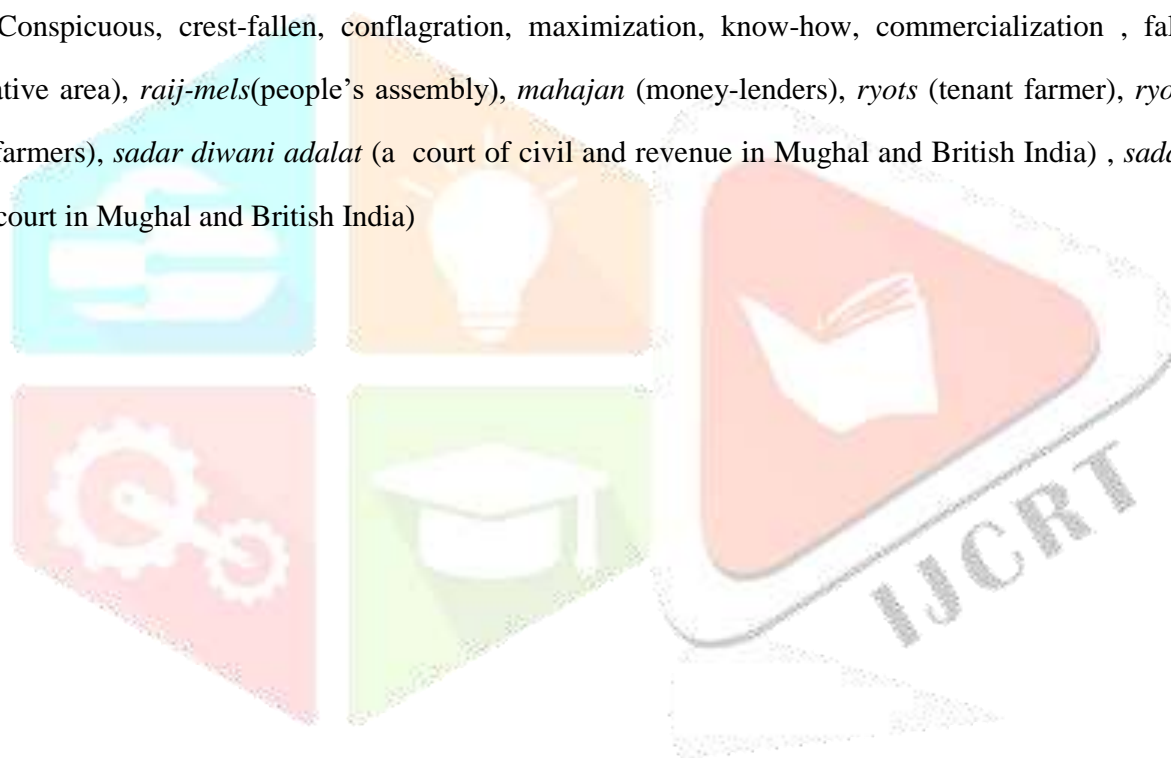 Conspicuous, crest-fallen, conflagration, maximization, know-how, commercialization , fal
ative area), raij-mels(people’s assembly), mahajan (money-lenders), ryots (tenant farmer), ryo
farmers), sadar diwani adalat (a court of civil and revenue in Mughal and British India) , sada
court in Mughal and British India)
IJCRT